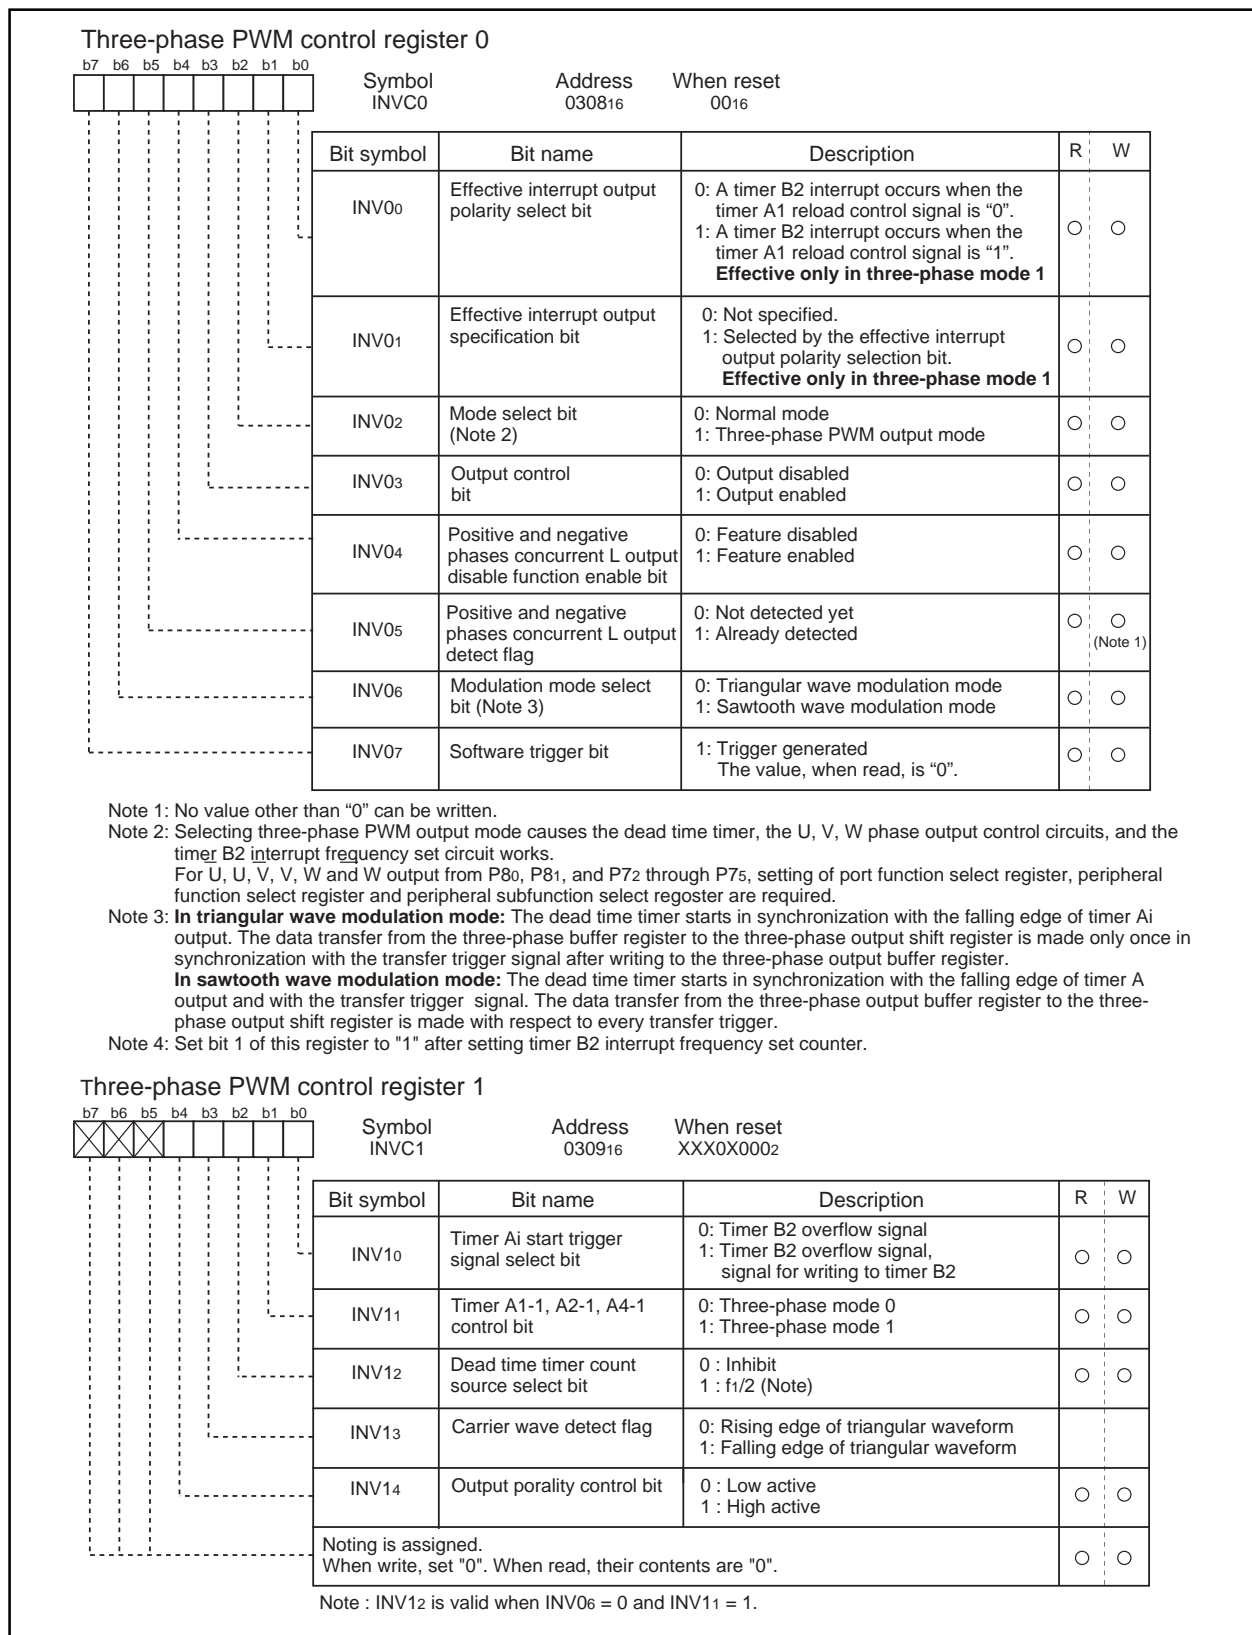 Three-phase PWM control register 0
b7 b6 b5 b4 b3 b2 b1 b0
Symbol Address When reset
INVC0 030816 0016
Bit symbol Bit name Description R W
INV00 Effective interrupt output polarity select bit 0: A timer B2 interrupt occurs when the
timer A1 reload control signal is “0”.
1: A timer B2 interrupt occurs when the
timer A1 reload control signal is “1”.
Effective only in three-phase mode 1
INV01 Effective interrupt output specification bit 0: Not specified.
1: Selected by the effective interrupt
output polarity selection bit.
Effective only in three-phase mode 1
INV02 Mode select bit 0: Normal mode
(Note 2) 1: Three-phase PWM output mode
INV03 Output control 0: Output disabled
bit 1: Output enabled
INV04 Positive and negative 0: Feature disabled
phases concurrent L output 1: Feature enabled
disable function enable bit
INV05 Positive and negative 0: Not detected yet
phases concurrent L output 1: Already detected
detect flag (Note 1)
INV06 Modulation mode select 0: Triangular wave modulation mode
bit (Note 3) 1: Sawtooth wave modulation mode
INV07 Software trigger bit 1: Trigger generated
The value, when read, is “0”.
Note 1: No value other than “0” can be written.
Note 2: Selecting three-phase PWM output mode causes the dead time timer, the U, V, W phase output control circuits, and the
timer B2 interrupt frequency set circuit works.
For U, U̅, V, V̅, W and W̅ output from P80, P81, and P72 through P75, setting of port function select register, peripheral
function select register and peripheral subfunction select regoster are required.
Note 3: In triangular wave modulation mode: The dead time timer starts in synchronization with the falling edge of timer Ai
output. The data transfer from the three-phase buffer register to the three-phase output shift register is made only once in
synchronization with the transfer trigger signal after writing to the three-phase output buffer register.
In sawtooth wave modulation mode: The dead time timer starts in synchronization with the falling edge of timer A
output and with the transfer trigger signal. The data transfer from the three-phase output buffer register to the three-
phase output shift register is made with respect to every transfer trigger.
Note 4: Set bit 1 of this register to "1" after setting timer B2 interrupt frequency set counter.
Three-phase PWM control register 1
b7 b6 b5 b4 b3 b2 b1 b0
Symbol Address When reset
INVC1 030916 XXX0X0002
Bit symbol Bit name Description R W
INV10 Timer Ai start trigger 0: Timer B2 overflow signal
signal select bit 1: Timer B2 overflow signal,
signal for writing to timer B2
INV11 Timer A1-1, A2-1, A4-1 0: Three-phase mode 0
control bit 1: Three-phase mode 1
INV12 Dead time timer count 0 : Inhibit
source select bit 1 : f1/2 (Note)
INV13 Carrier wave detect flag 0: Rising edge of triangular waveform
1: Falling edge of triangular waveform
INV14 Output porality control bit 0 : Low active
1 : High active
Noting is assigned.
When write, set "0". When read, their contents are "0".
Note : INV12 is valid when INV06 = 0 and INV11 = 1.